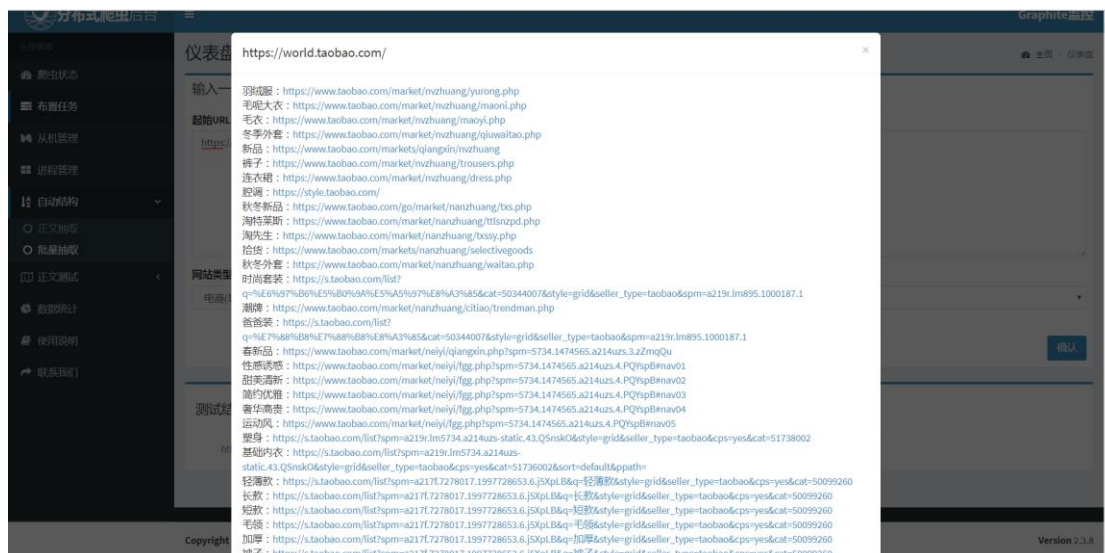 分布式爬虫后台
Graphite监控
仪表盘
主页
仪表盘
爬虫状态
布置任务
从机管理
进程管理
自动结构
正文抽取
批量抽取
正文测试
数据统计
使用说明
联系我们
输入一
起始URL
https:/
网站类型
电商(
确认
测试结
htt
Copyright
Version 2.3.8
https://world.taobao.com/
×
羽绒服：https://www.taobao.com/market/nvzhuang/yurong.php
毛呢大衣：https://www.taobao.com/market/nvzhuang/maoni.php
毛衣：https://www.taobao.com/market/nvzhuang/maoyi.php
冬季外套：https://www.taobao.com/market/nvzhuang/qiuwaitao.php
新品：https://www.taobao.com/markets/qiangxin/nvzhuang
裤子：https://www.taobao.com/market/nvzhuang/trousers.php
连衣裙：https://www.taobao.com/market/nvzhuang/dress.php
腔调：https://style.taobao.com/
秋冬新品：https://www.taobao.com/go/market/nanzhuang/txs.php
淘特莱斯：https://www.taobao.com/market/nanzhuang/ttlsnzpd.php
淘先生：https://www.taobao.com/market/nanzhuang/txssy.php
拾货：https://www.taobao.com/markets/nanzhuang/selectivegoods
秋冬外套：https://www.taobao.com/market/nanzhuang/waitao.php
时尚套装：https://s.taobao.com/list?
q=%E6%97%B6%E5%B0%9A%E5%A5%97%E8%A3%85&cat=50344007&style=grid&seller_type=taobao&spm=a219r.lm895.1000187.1
潮牌：https://www.taobao.com/market/nanzhuang/citiao/trendman.php
爸爸装：https://s.taobao.com/list?
q=%E7%88%B8%E7%88%B8%E8%A3%85&cat=50344007&style=grid&seller_type=taobao&spm=a219r.lm895.1000187.1
春新品：https://www.taobao.com/market/neiyi/qiangxin.php?spm=5734.1474565.a214uzs.3.zZmqQu
性感诱惑：https://www.taobao.com/market/neiyi/fgg.php?spm=5734.1474565.a214uzs.4.PQYspB#nav01
甜美清新：https://www.taobao.com/market/neiyi/fgg.php?spm=5734.1474565.a214uzs.4.PQYspB#nav02
简约优雅：https://www.taobao.com/market/neiyi/fgg.php?spm=5734.1474565.a214uzs.4.PQYspB#nav03
奢华高贵：https://www.taobao.com/market/neiyi/fgg.php?spm=5734.1474565.a214uzs.4.PQYspB#nav04
运动风：https://www.taobao.com/market/neiyi/fgg.php?spm=5734.1474565.a214uzs.4.PQYspB#nav05
塑身：https://s.taobao.com/list?spm=a219r.lm5734.a214uzs-static.43.QSnskO&style=grid&seller_type=taobao&cps=yes&cat=51738002
基础内衣：https://s.taobao.com/list?spm=a219r.lm5734.a214uzs-
static.43.QSnskO&style=grid&seller_type=taobao&cps=yes&cat=51736002&sort=default&ppath=
轻薄款：https://s.taobao.com/list?spm=a217f.7278017.1997728653.6.j5XpLB&q=轻薄款&style=grid&seller_type=taobao&cps=yes&cat=50099260
长款：https://s.taobao.com/list?spm=a217f.7278017.1997728653.6.j5XpLB&q=长款&style=grid&seller_type=taobao&cps=yes&cat=50099260
短款：https://s.taobao.com/list?spm=a217f.7278017.1997728653.6.j5XpLB&q=短款&style=grid&seller_type=taobao&cps=yes&cat=50099260
毛领：https://s.taobao.com/list?spm=a217f.7278017.1997728653.6.j5XpLB&q=毛领&style=grid&seller_type=taobao&cps=yes&cat=50099260
加厚：https://s.taobao.com/list?spm=a217f.7278017.1997728653.6.j5XpLB&q=加厚&style=grid&seller_type=taobao&cps=yes&cat=50099260